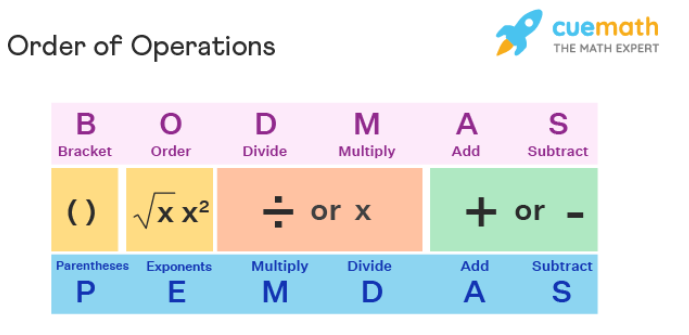 Order of Operations
cuemath
THE MATH EXPERT
B O D M A S
Bracket Order Divide Multiply Add Subtract
( ) √x x² ÷ or x + or -
Parentheses Exponents Multiply Divide Add Subtract
P E M D A S